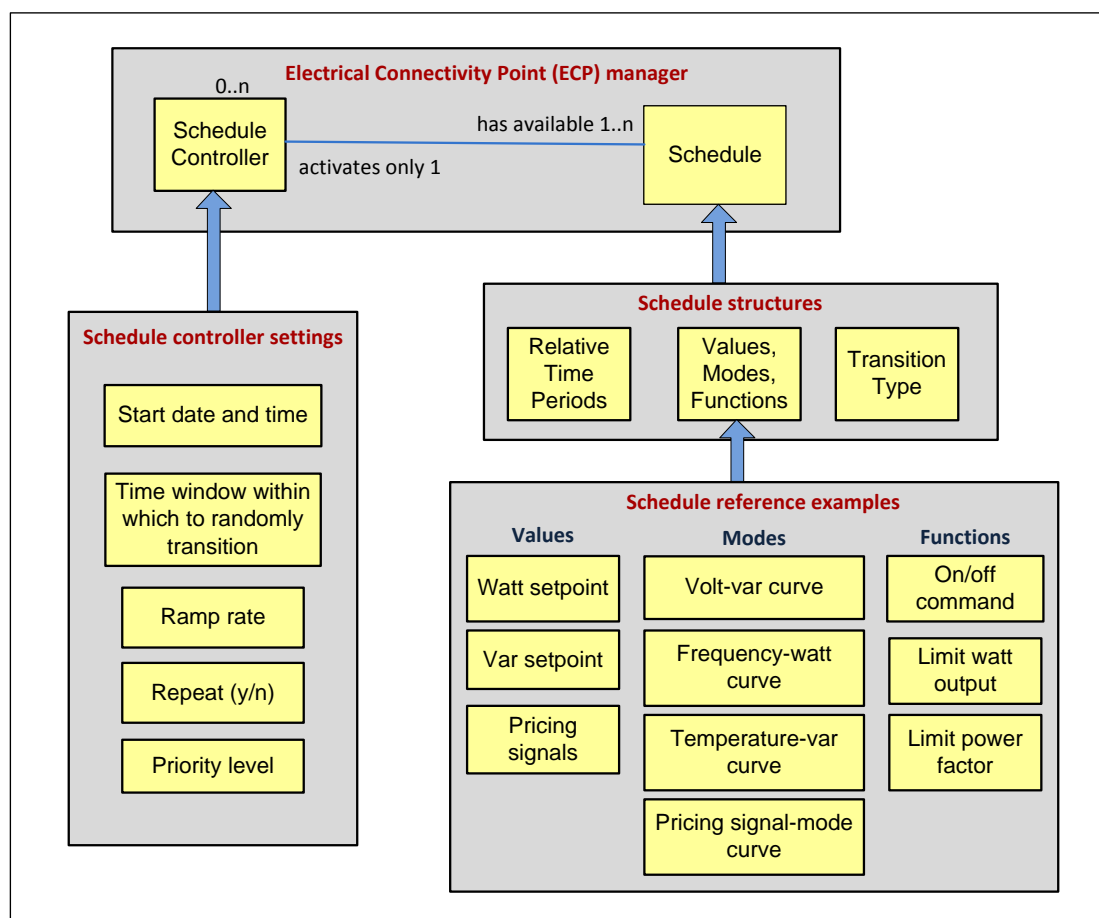 Electrical Connectivity Point (ECP) manager
0..n
Schedule
Controller
has available 1..n
activates only 1
Schedule
Schedule controller settings
Start date and time
Time window within
which to randomly
transition
Ramp rate
Repeat (y/n)
Priority level
Schedule structures
Relative
Time
Periods
Values,
Modes,
Functions
Transition
Type
Schedule reference examples
Values
Watt setpoint
Var setpoint
Pricing
signals
Modes
Volt-var curve
Frequency-watt
curve
Temperature-var
curve
Pricing signal-mode
curve
Functions
On/off
command
Limit watt
output
Limit power
factor